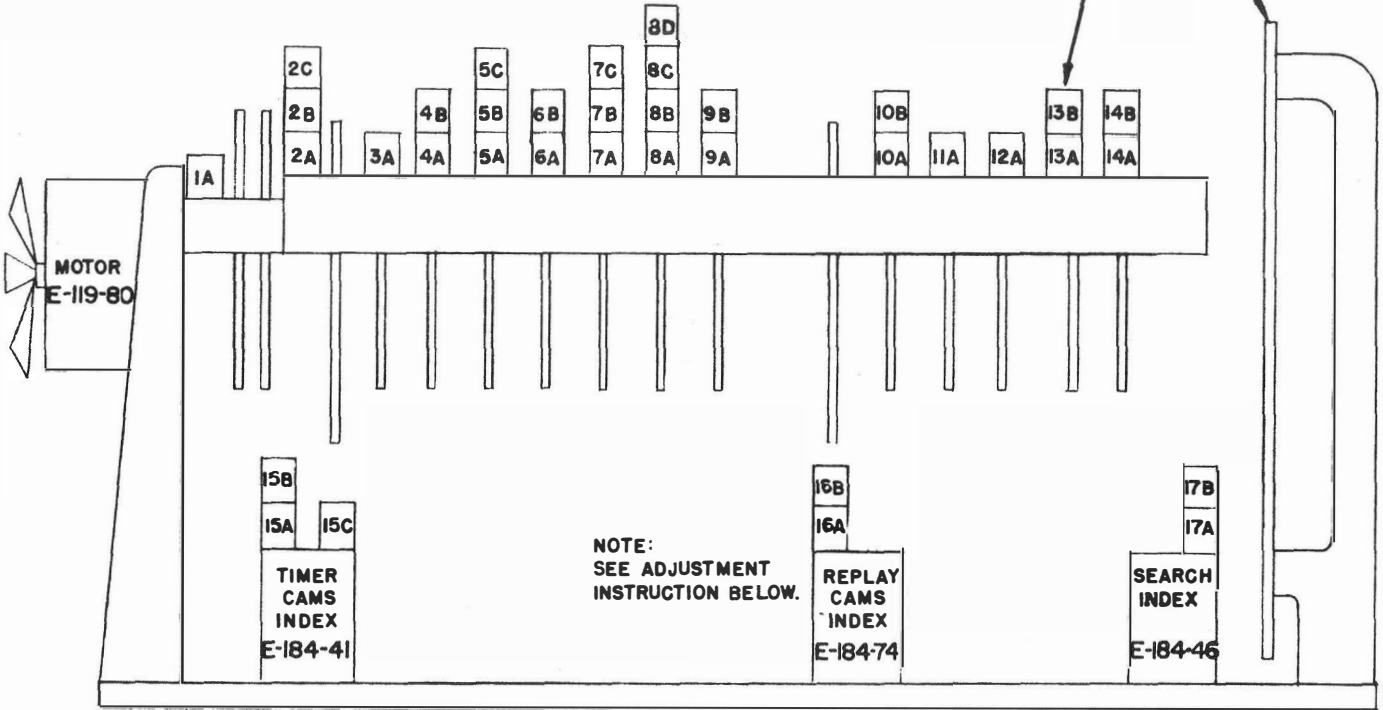 8D
2C 5C 7C 8C
2B 4B 5B 6B 7B 8B 9B 10B 13B 14B
1A 2A 3A 4A 5A 6A 7A 8A 9A 10A 11A 12A 13A 14A
MOTOR
E-119-80
15B
15A 15C
TIMER
CAMS
INDEX
E-184-41
NOTE:
SEE ADJUSTMENT
INSTRUCTION BELOW.
16B
16A
REPLAY
CAMS
INDEX
E-184-74
17B
17A
SEARCH
INDEX
E-184-46